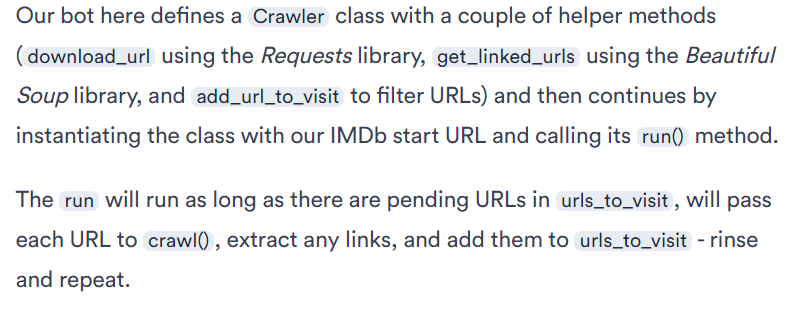 Our bot here defines a Crawler class with a couple of helper methods
(download_url using the Requests library, get_linked_urls using the Beautiful
Soup library, and add_url_to_visit to filter URLs) and then continues by
instantiating the class with our IMDb start URL and calling its run() method.
The run will run as long as there are pending URLs in urls_to_visit, will pass
each URL to crawl(), extract any links, and add them to urls_to_visit - rinse
and repeat.